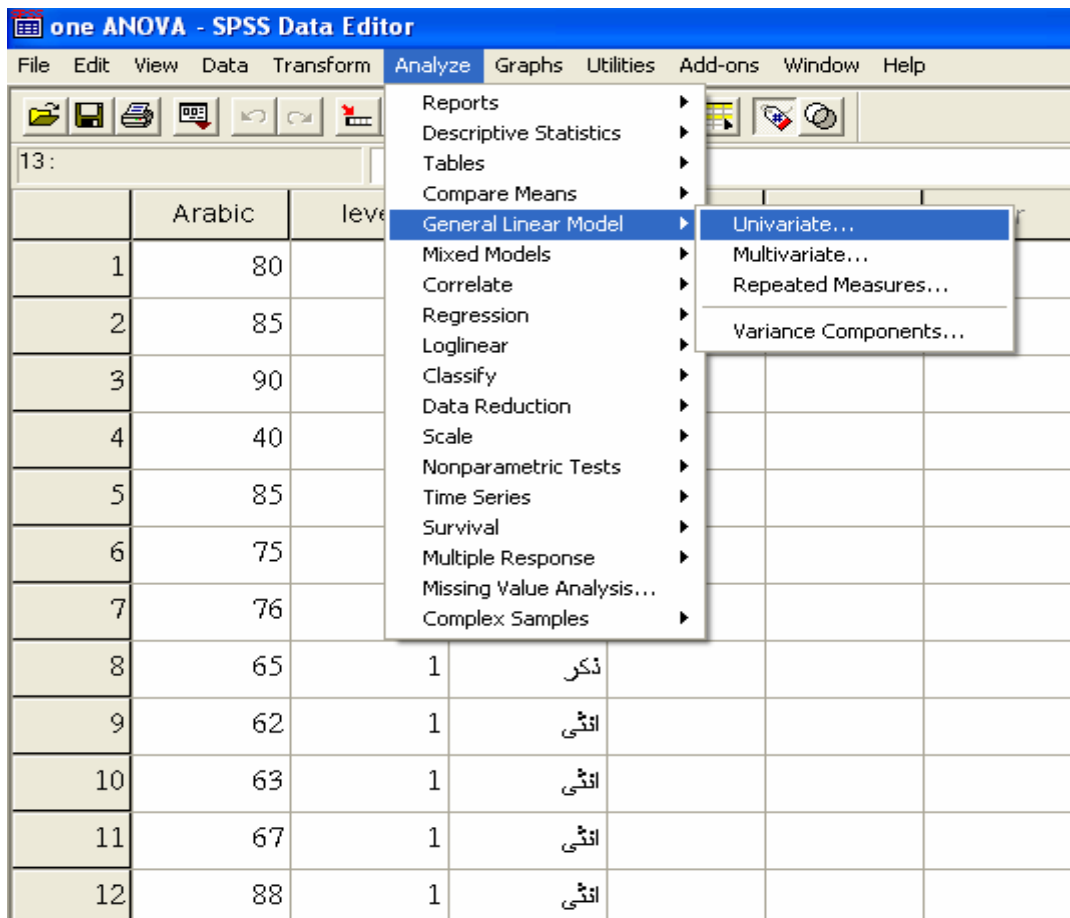 SPSS
one ANOVA - SPSS Data Editor
File Edit View Data Transform Analyze Graphs Utilities Add-ons Window Help
13 :
Reports
Descriptive Statistics
Tables
Compare Means
General Linear Model
Mixed Models
Correlate
Regression
Loglinear
Classify
Data Reduction
Scale
Nonparametric Tests
Time Series
Survival
Multiple Response
Missing Value Analysis...
Complex Samples
Univariate...
Multivariate...
Repeated Measures...
Variance Components...
Arabic leve r
1 80
2 85
3 90
4 40
5 85
6 75
7 76
8 65 1 ذكر
9 62 1 انثى
10 63 1 انثى
11 67 1 انثى
12 88 1 انثى